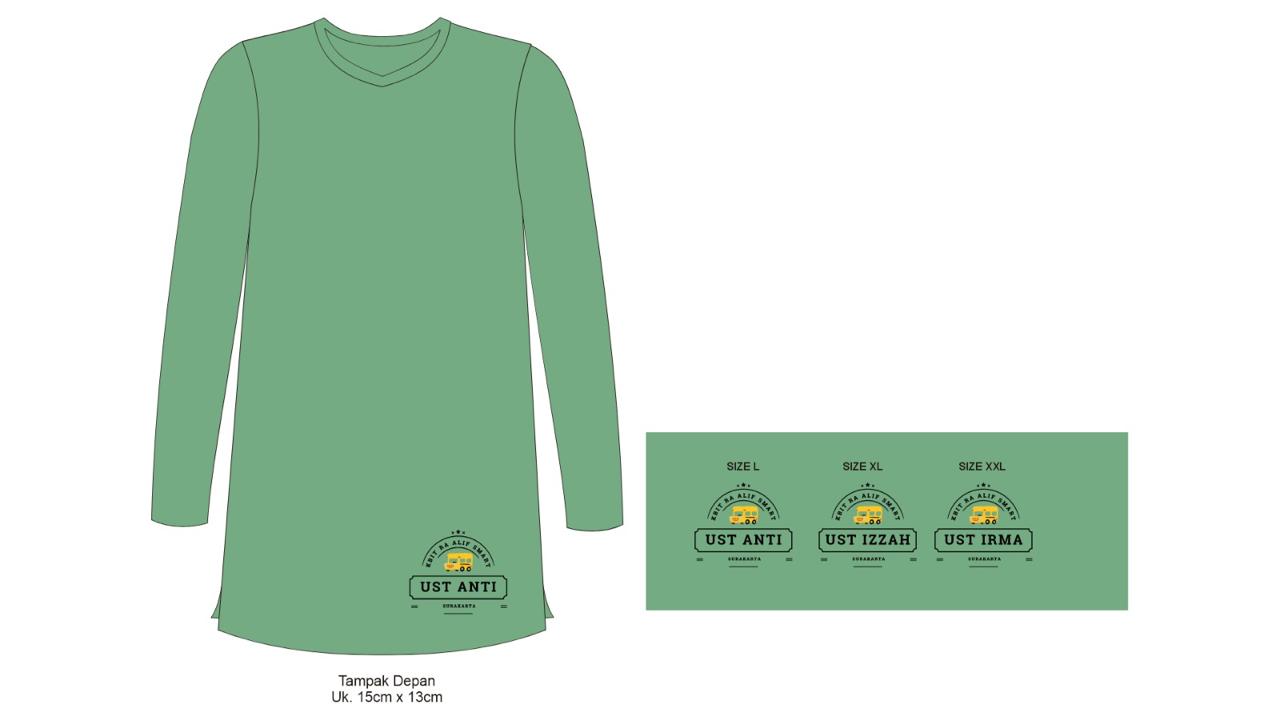 KBIT RA ALIF SMART
UST ANTI
SURAKARTA
Tampak Depan
Uk. 15cm x 13cm
SIZE L
KBIT RA ALIF SMART
UST ANTI
SURAKARTA
SIZE XL
KBIT RA ALIF SMART
UST IZZAH
SURAKARTA
SIZE XXL
KBIT RA ALIF SMART
UST IRMA
SURAKARTA